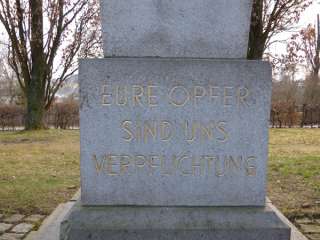 EURE OPFER
SIND UNS
VERPFLICHTUNG